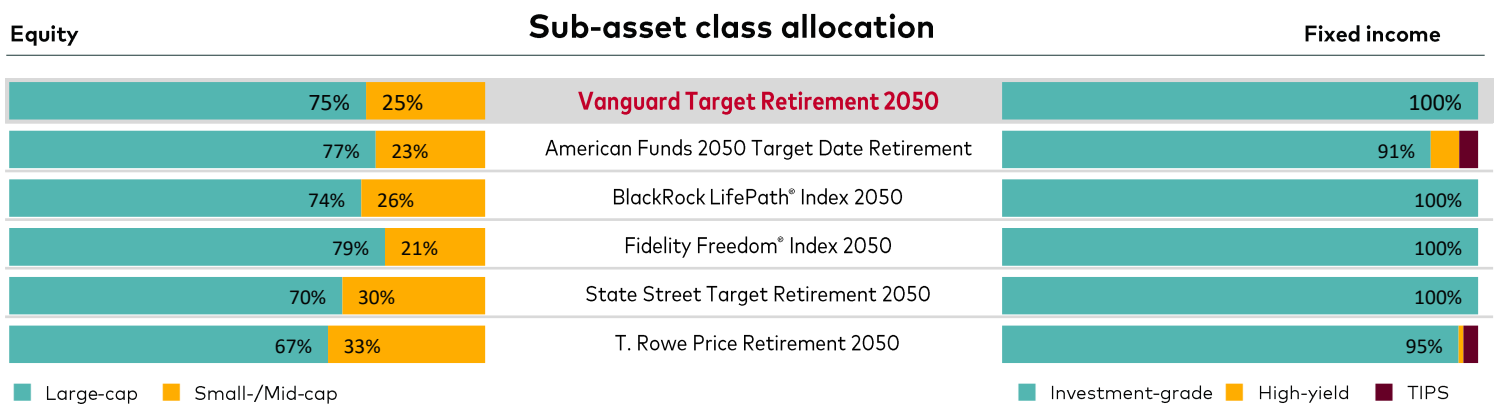 Sub-asset class allocation
Equity
Fixed income
75% 25% Vanguard Target Retirement 2050 100%
77% 23% American Funds 2050 Target Date Retirement 91%
74% 26% BlackRock LifePath® Index 2050 100%
79% 21% Fidelity Freedom® Index 2050 100%
70% 30% State Street Target Retirement 2050 100%
67% 33% T. Rowe Price Retirement 2050 95%
Large-cap Small-/Mid-cap Investment-grade High-yield TIPS